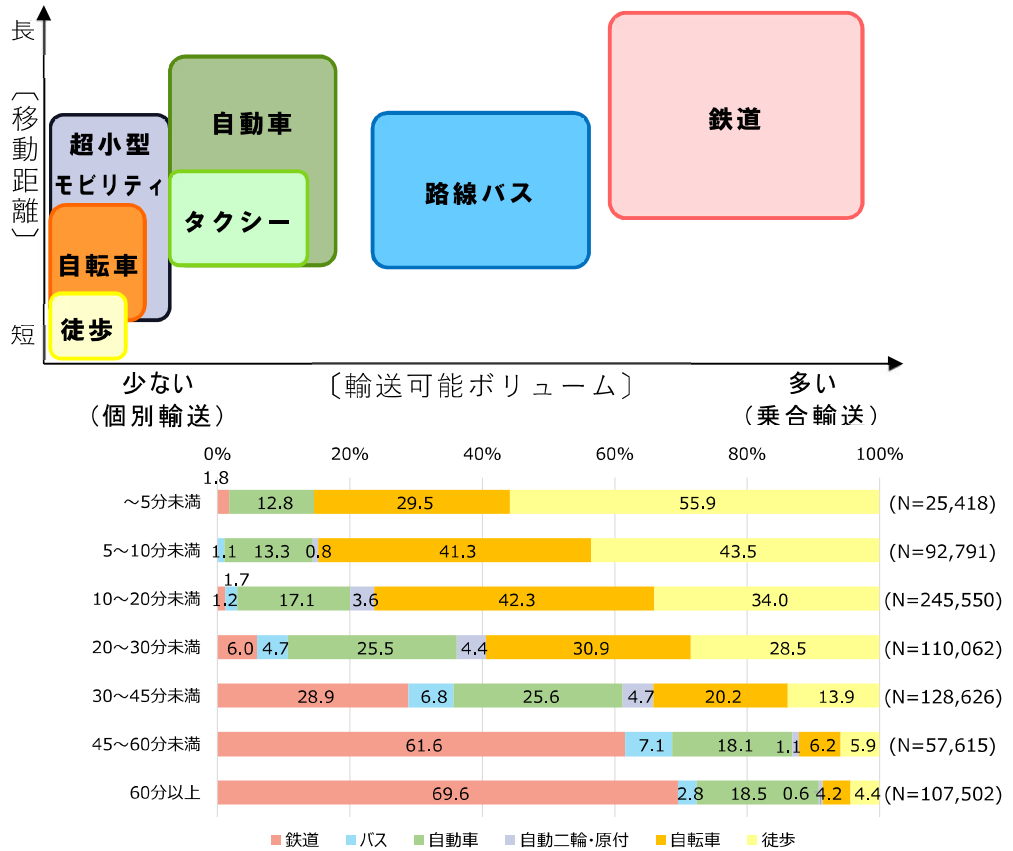 長
〔移動距離〕
短
超小型
モビリティ
自転車
徒歩
自動車
タクシー
路線バス
鉄道
少ない
（個別輸送）
〔輸送可能ボリューム〕
多い
（乗合輸送）
0% 20% 40% 60% 80% 100%
～5分未満 1.8 12.8 29.5 55.9 (N=25,418)
5～10分未満 1.1 13.3 0.8 41.3 43.5 (N=92,791)
10～20分未満 1.2 1.7 17.1 3.6 42.3 34.0 (N=245,550)
20～30分未満 6.0 4.7 25.5 4.4 30.9 28.5 (N=110,062)
30～45分未満 28.9 6.8 25.6 4.7 20.2 13.9 (N=128,626)
45～60分未満 61.6 7.1 18.1 1.1 6.2 5.9 (N=57,615)
60分以上 69.6 2.8 18.5 0.6 4.2 4.4 (N=107,502)
鉄道 バス 自動車 自動二輪・原付 自転車 徒歩